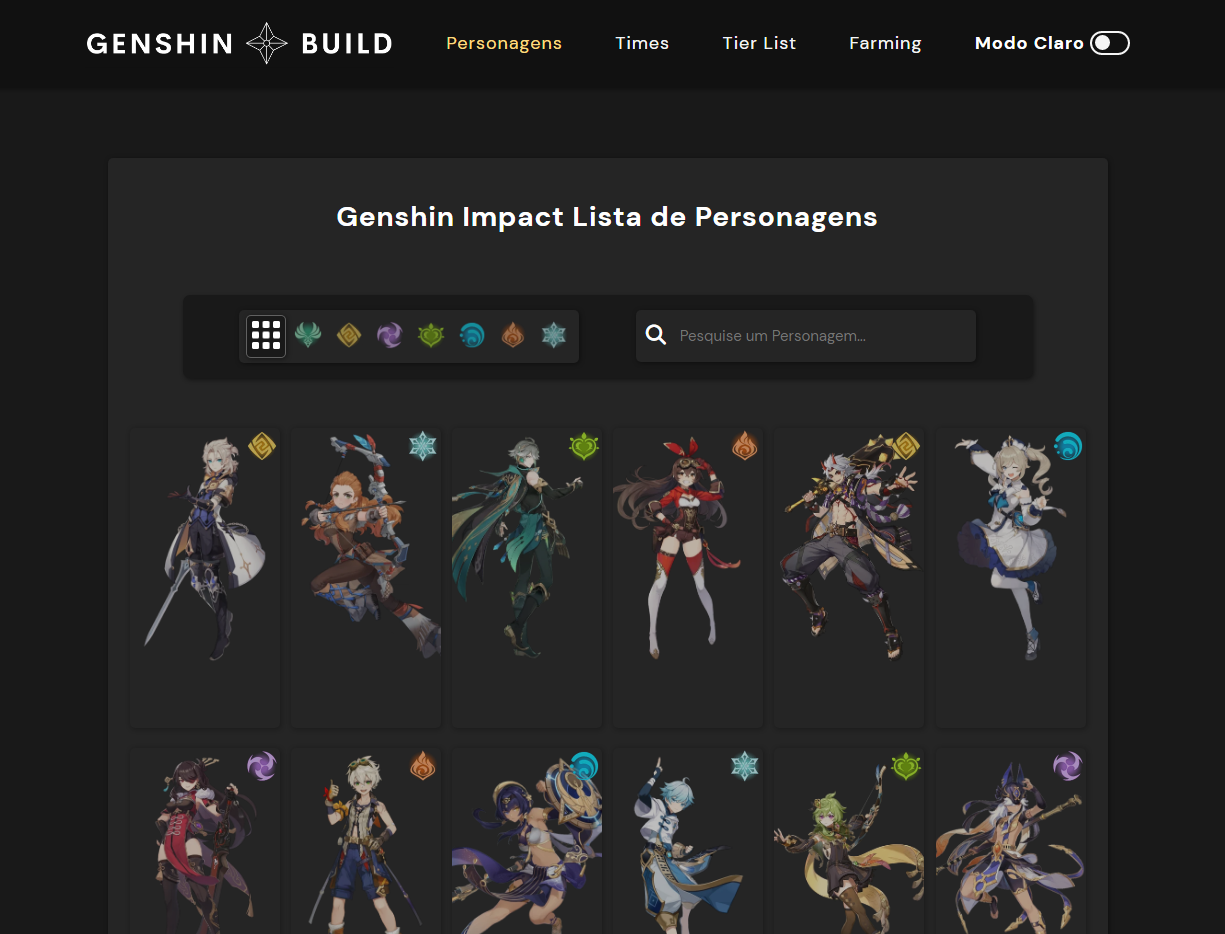 GENSHIN BUILD Personagens Times Tier List Farming Modo Claro
Genshin Impact Lista de Personagens
Pesquise um Personagem...